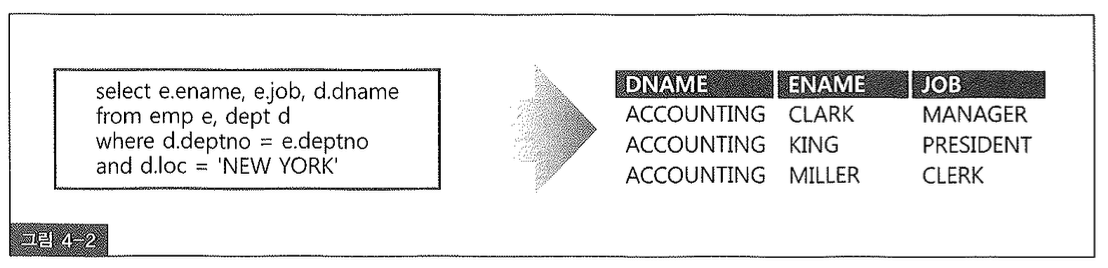 select e.ename, e.job, d.dname
from emp e, dept d
where d.deptno = e.deptno
and d.loc = 'NEW YORK'
DNAME ENAME JOB
ACCOUNTING CLARK MANAGER
ACCOUNTING KING PRESIDENT
ACCOUNTING MILLER CLERK
그림 4-2